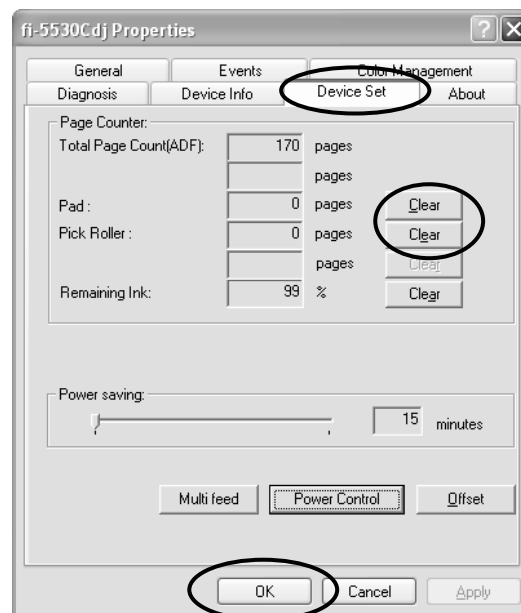 fi-5530Cdj Properties
General Events Color Management
Diagnosis Device Info Device Set About
Page Counter:
Total Page Count(ADF): 170 pages
pages
Pad : 0 pages Clear
Pick Roller : 0 pages Clear
pages Clear
Remaining Ink: 99 % Clear
Power saving:
15 minutes
Multi feed Power Control Offset
OK Cancel Apply